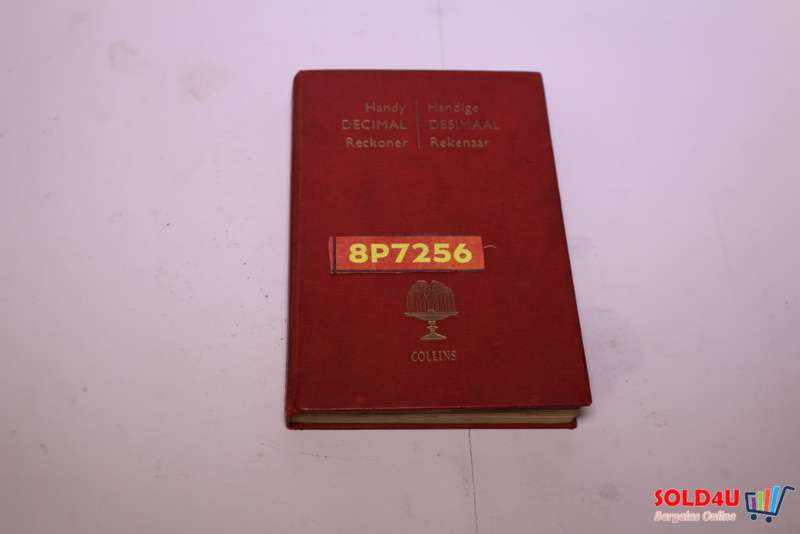 Handy
DECIMAL
Reckoner
Handige
DESIMAAL
Rekenaar
8P7256
COLLINS
SOLD4U
Bargains Online